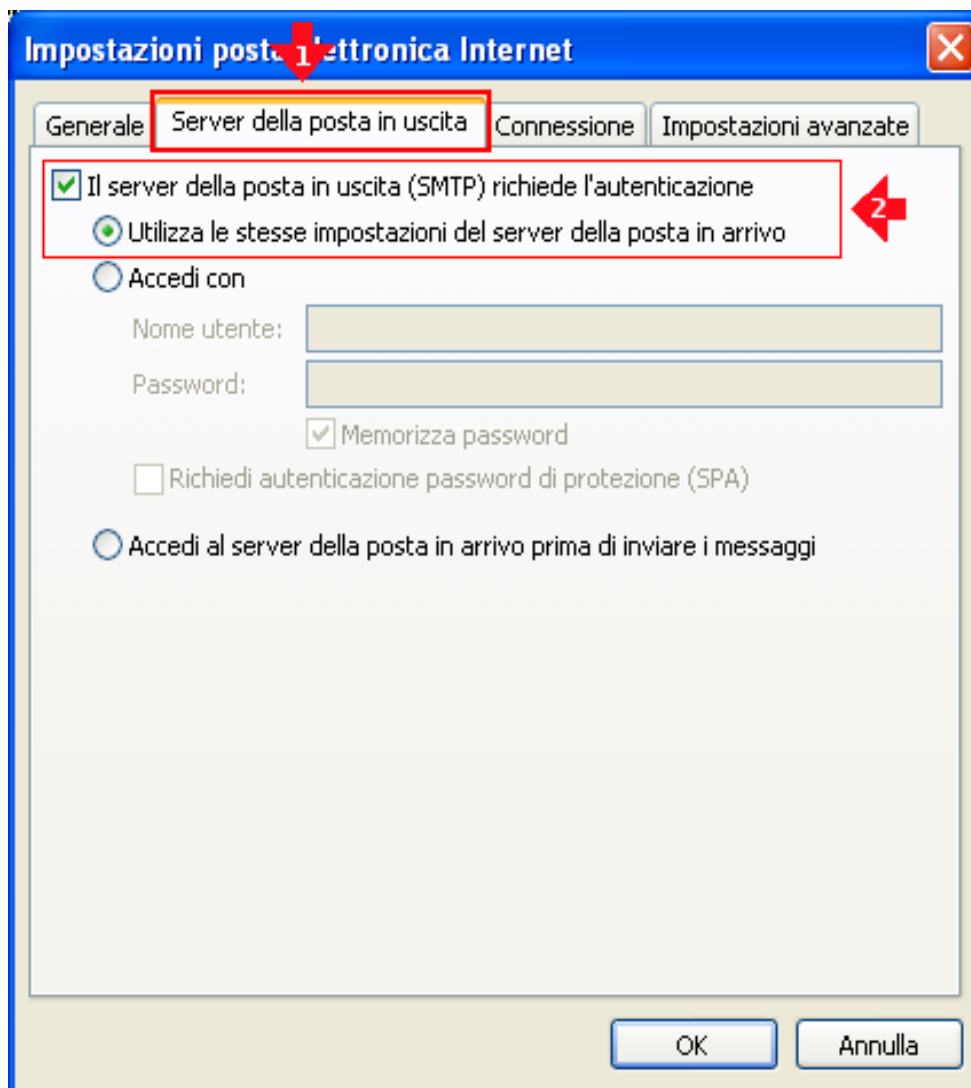 Impostazioni posta elettronica Internet
1
Generale
Server della posta in uscita
Connessione
Impostazioni avanzate
Il server della posta in uscita (SMTP) richiede l'autenticazione
2
Utilizza le stesse impostazioni del server della posta in arrivo
Accedi con
Nome utente:
Password:
Memorizza password
Richiedi autenticazione password di protezione (SPA)
Accedi al server della posta in arrivo prima di inviare i messaggi
OK
Annulla